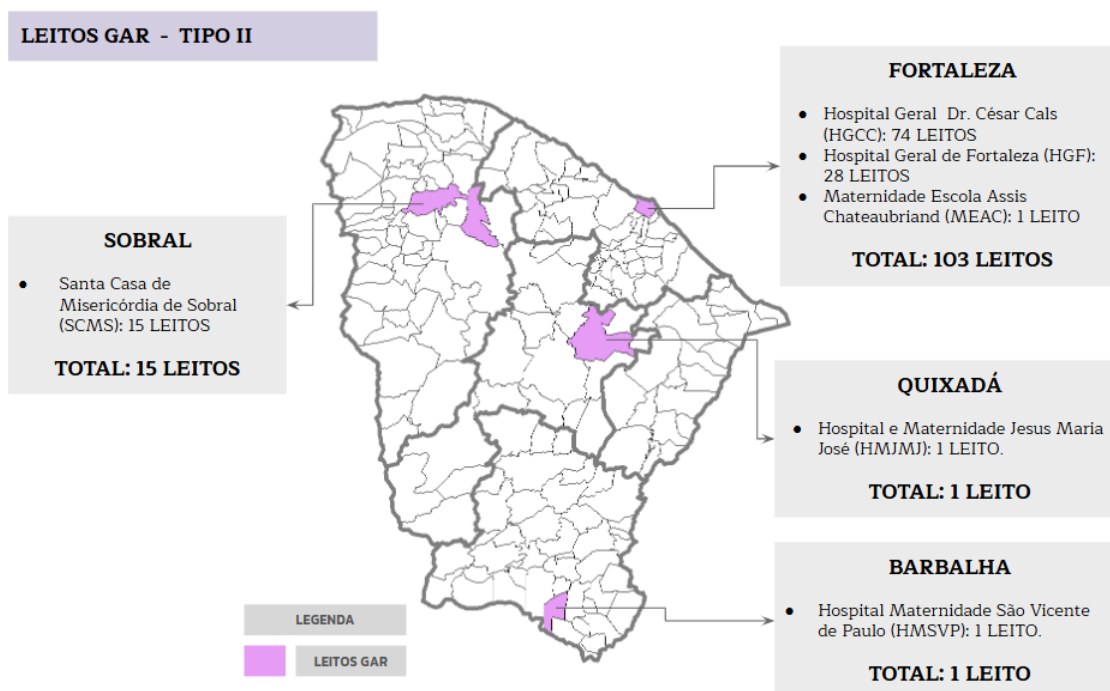 LEITOS GAR - TIPO II
FORTALEZA
● Hospital Geral Dr. César Cals
(HGCC): 74 LEITOS
● Hospital Geral de Fortaleza (HGF):
28 LEITOS
● Maternidade Escola Assis
Chateaubriand (MEAC): 1 LEITO
TOTAL: 103 LEITOS
SOBRAL
● Santa Casa de
Misericórdia de Sobral
(SCMS): 15 LEITOS
TOTAL: 15 LEITOS
QUIXADÁ
● Hospital e Maternidade Jesus Maria
José (HMJMJ): 1 LEITO.
TOTAL: 1 LEITO
BARBALHA
● Hospital Maternidade São Vicente
de Paulo (HMSVP): 1 LEITO.
TOTAL: 1 LEITO
LEGENDA
LEITOS GAR